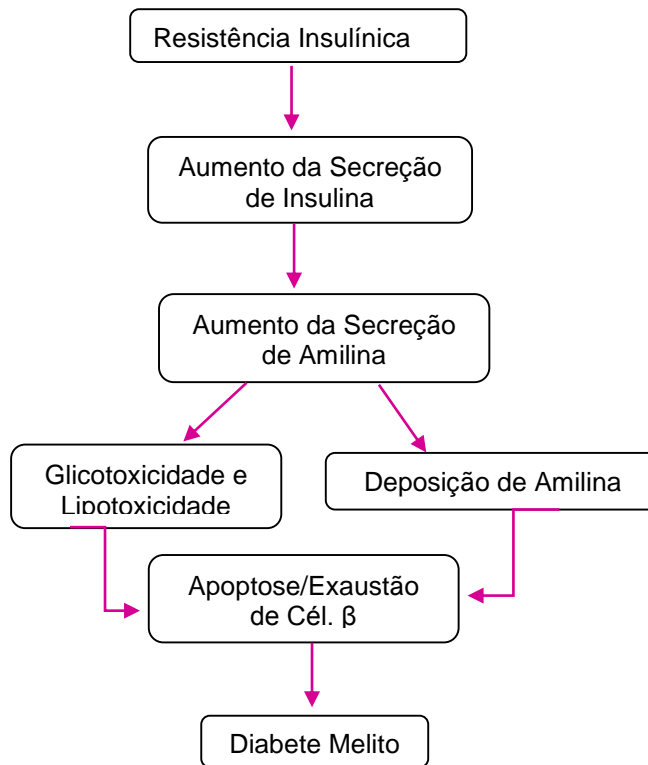 Resistência Insulínica
Aumento da Secreção
de Insulina
Aumento da Secreção
de Amilina
Glicotoxicidade e
Lipotoxicidade
Deposição de Amilina
Apoptose/Exaustão
de Cél. β
Diabete Melito